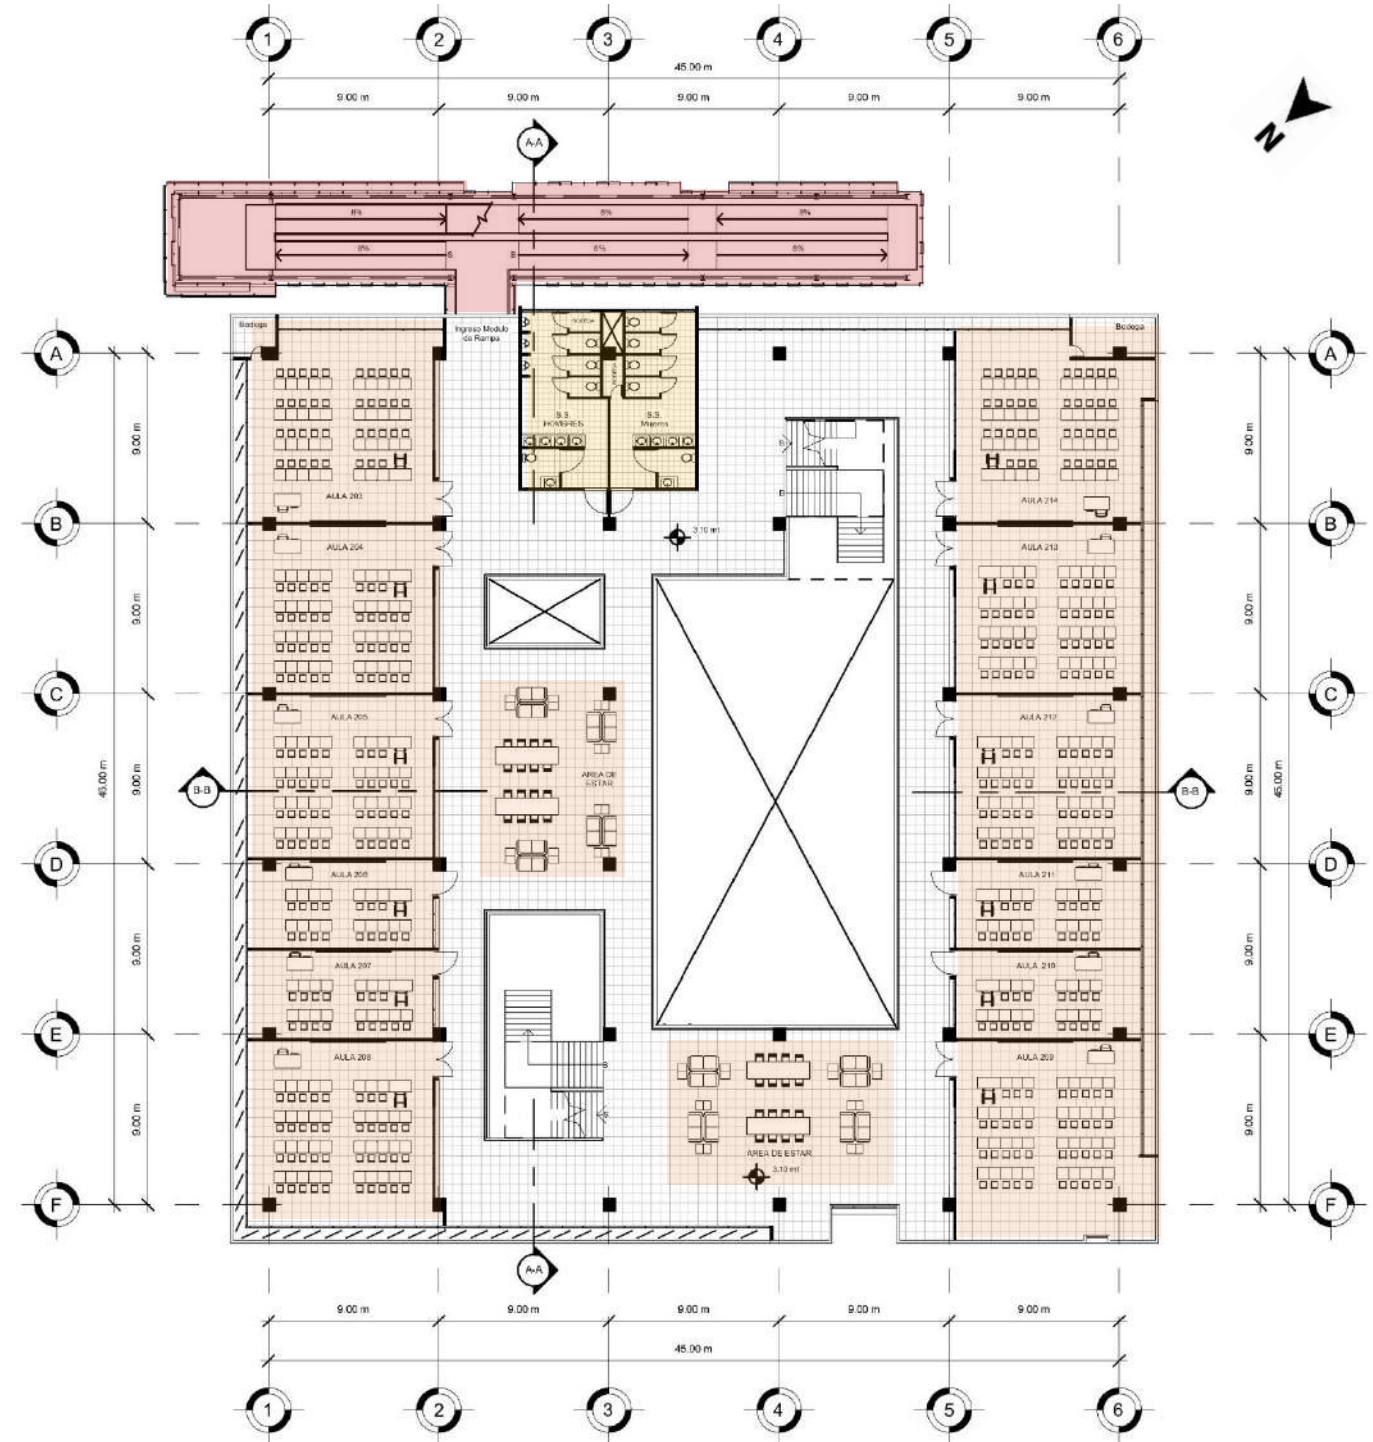 1 2 3 4 5 6
45.00 m
9.00 m 9.00 m 9.00 m 9.00 m 9.00 m
A-A
N
8% 8% 8%
8% S B 6% 8%
Bodega
Ingreso Modulo
de Rampa
BODEGA
Bodega
A A
BODEGA
S.S.
HOMBRES
S.S.
Mujeres
S
9.00 m 9.00 m
B
AULA 203 AULA 214
B B
3.10 mt
AULA 204 AULA 213
9.00 m 9.00 m
C C
AULA 205 AULA 212
45.00 m 9.00 m 9.00 m 45.00 m
AREA DE
ESTAR
B-B B-B
D D
AULA 206 AULA 211
9.00 m 9.00 m
AULA 207 AULA 210
E E
AULA 208 AULA 209
B
S
9.00 m 9.00 m
AREA DE ESTAR
3.10 mt
F F
A-A
9.00 m 9.00 m 9.00 m 9.00 m 9.00 m
45.00 m
1 2 3 4 5 6